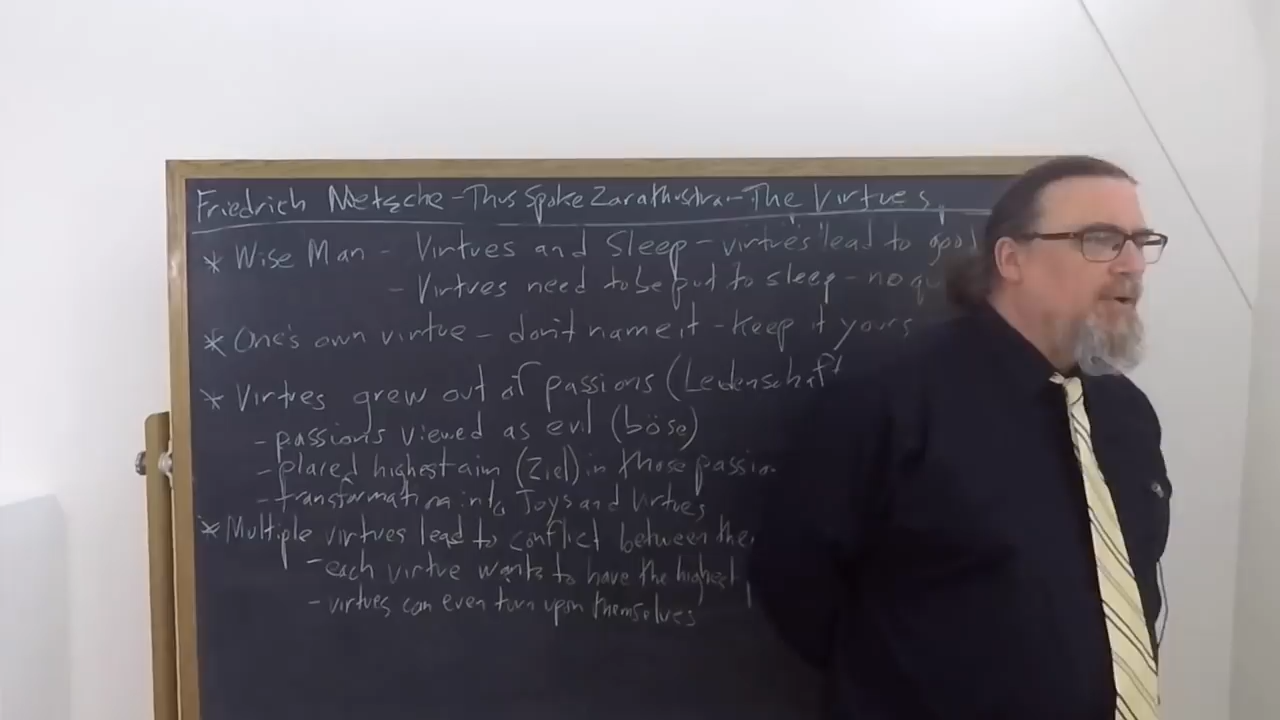 Friedrich Nietzsche - Thus Spoke Zarathustra - The Virtues
* Wise Man - Virtues and Sleep - virtues lead to good
- Virtues need to be put to sleep - no qu
* One's own virtue - don't name it - keep it yours
* Virtues grew out of passions (Leidenschaft
- passions viewed as evil (böse)
- placed highest aim (Ziel) in those passion
- transformation into Joys and Virtues
* Multiple virtues lead to conflict between the
- each virtue wants to have the highest
- virtues can even turn upon themselves